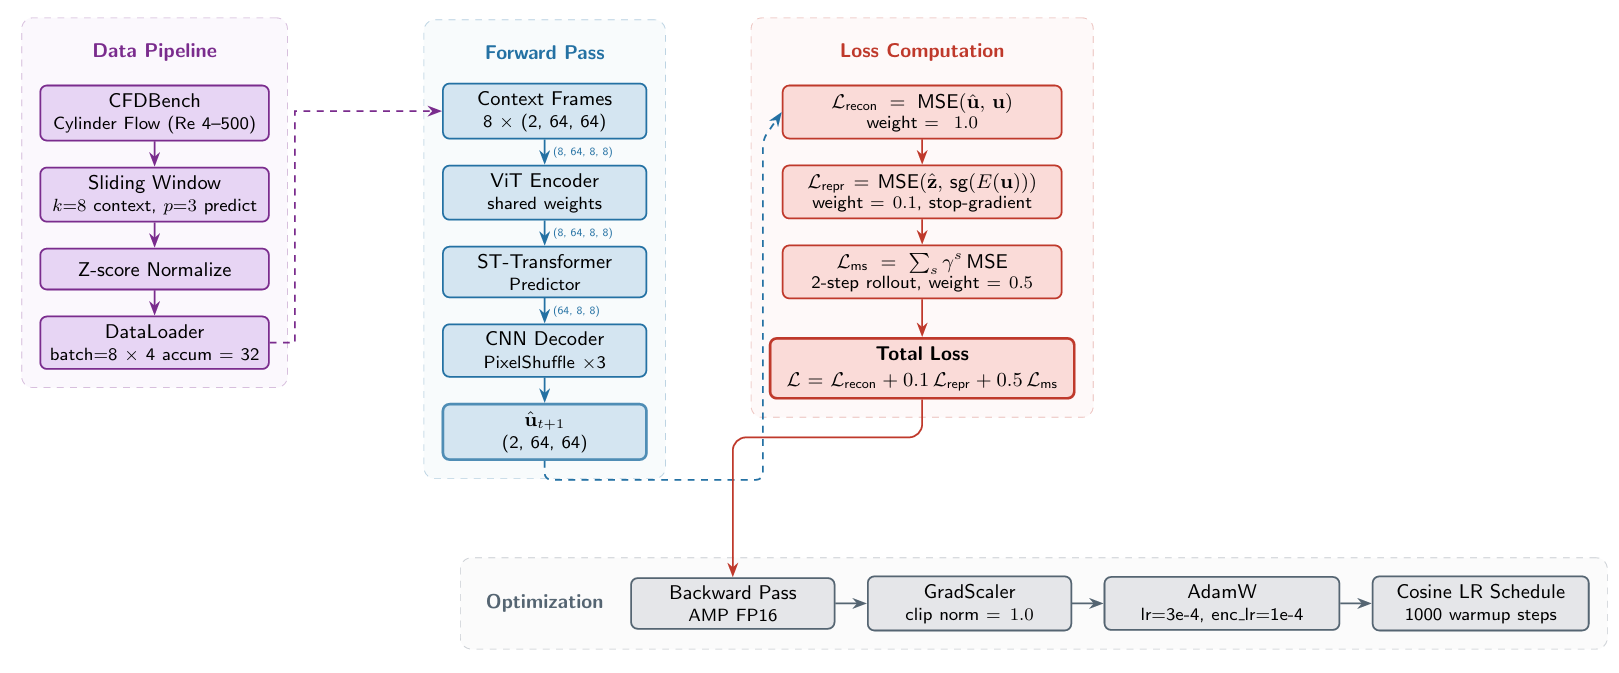 Data Pipeline
CFDBench
Cylinder Flow (Re 4–500)
Sliding Window
k=8 context, p=3 predict
Z-score Normalize
DataLoader
batch=8 × 4 accum = 32
Forward Pass
Context Frames
8 × (2, 64, 64)
(8, 64, 8, 8)
ViT Encoder
shared weights
(8, 64, 8, 8)
ST-Transformer
Predictor
(64, 8, 8)
CNN Decoder
PixelShuffle ×3
û_{t+1}
(2, 64, 64)
Loss Computation
ℒ_recon = MSE(û, u)
weight = 1.0
ℒ_repr = MSE(ẑ, sg(E(u)))
weight = 0.1, stop-gradient
ℒ_ms = ∑_s γ^s MSE
2-step rollout, weight = 0.5
Total Loss
ℒ = ℒ_recon + 0.1 ℒ_repr + 0.5 ℒ_ms
Optimization
Backward Pass
AMP FP16
GradScaler
clip norm = 1.0
AdamW
lr=3e-4, enc_lr=1e-4
Cosine LR Schedule
1000 warmup steps